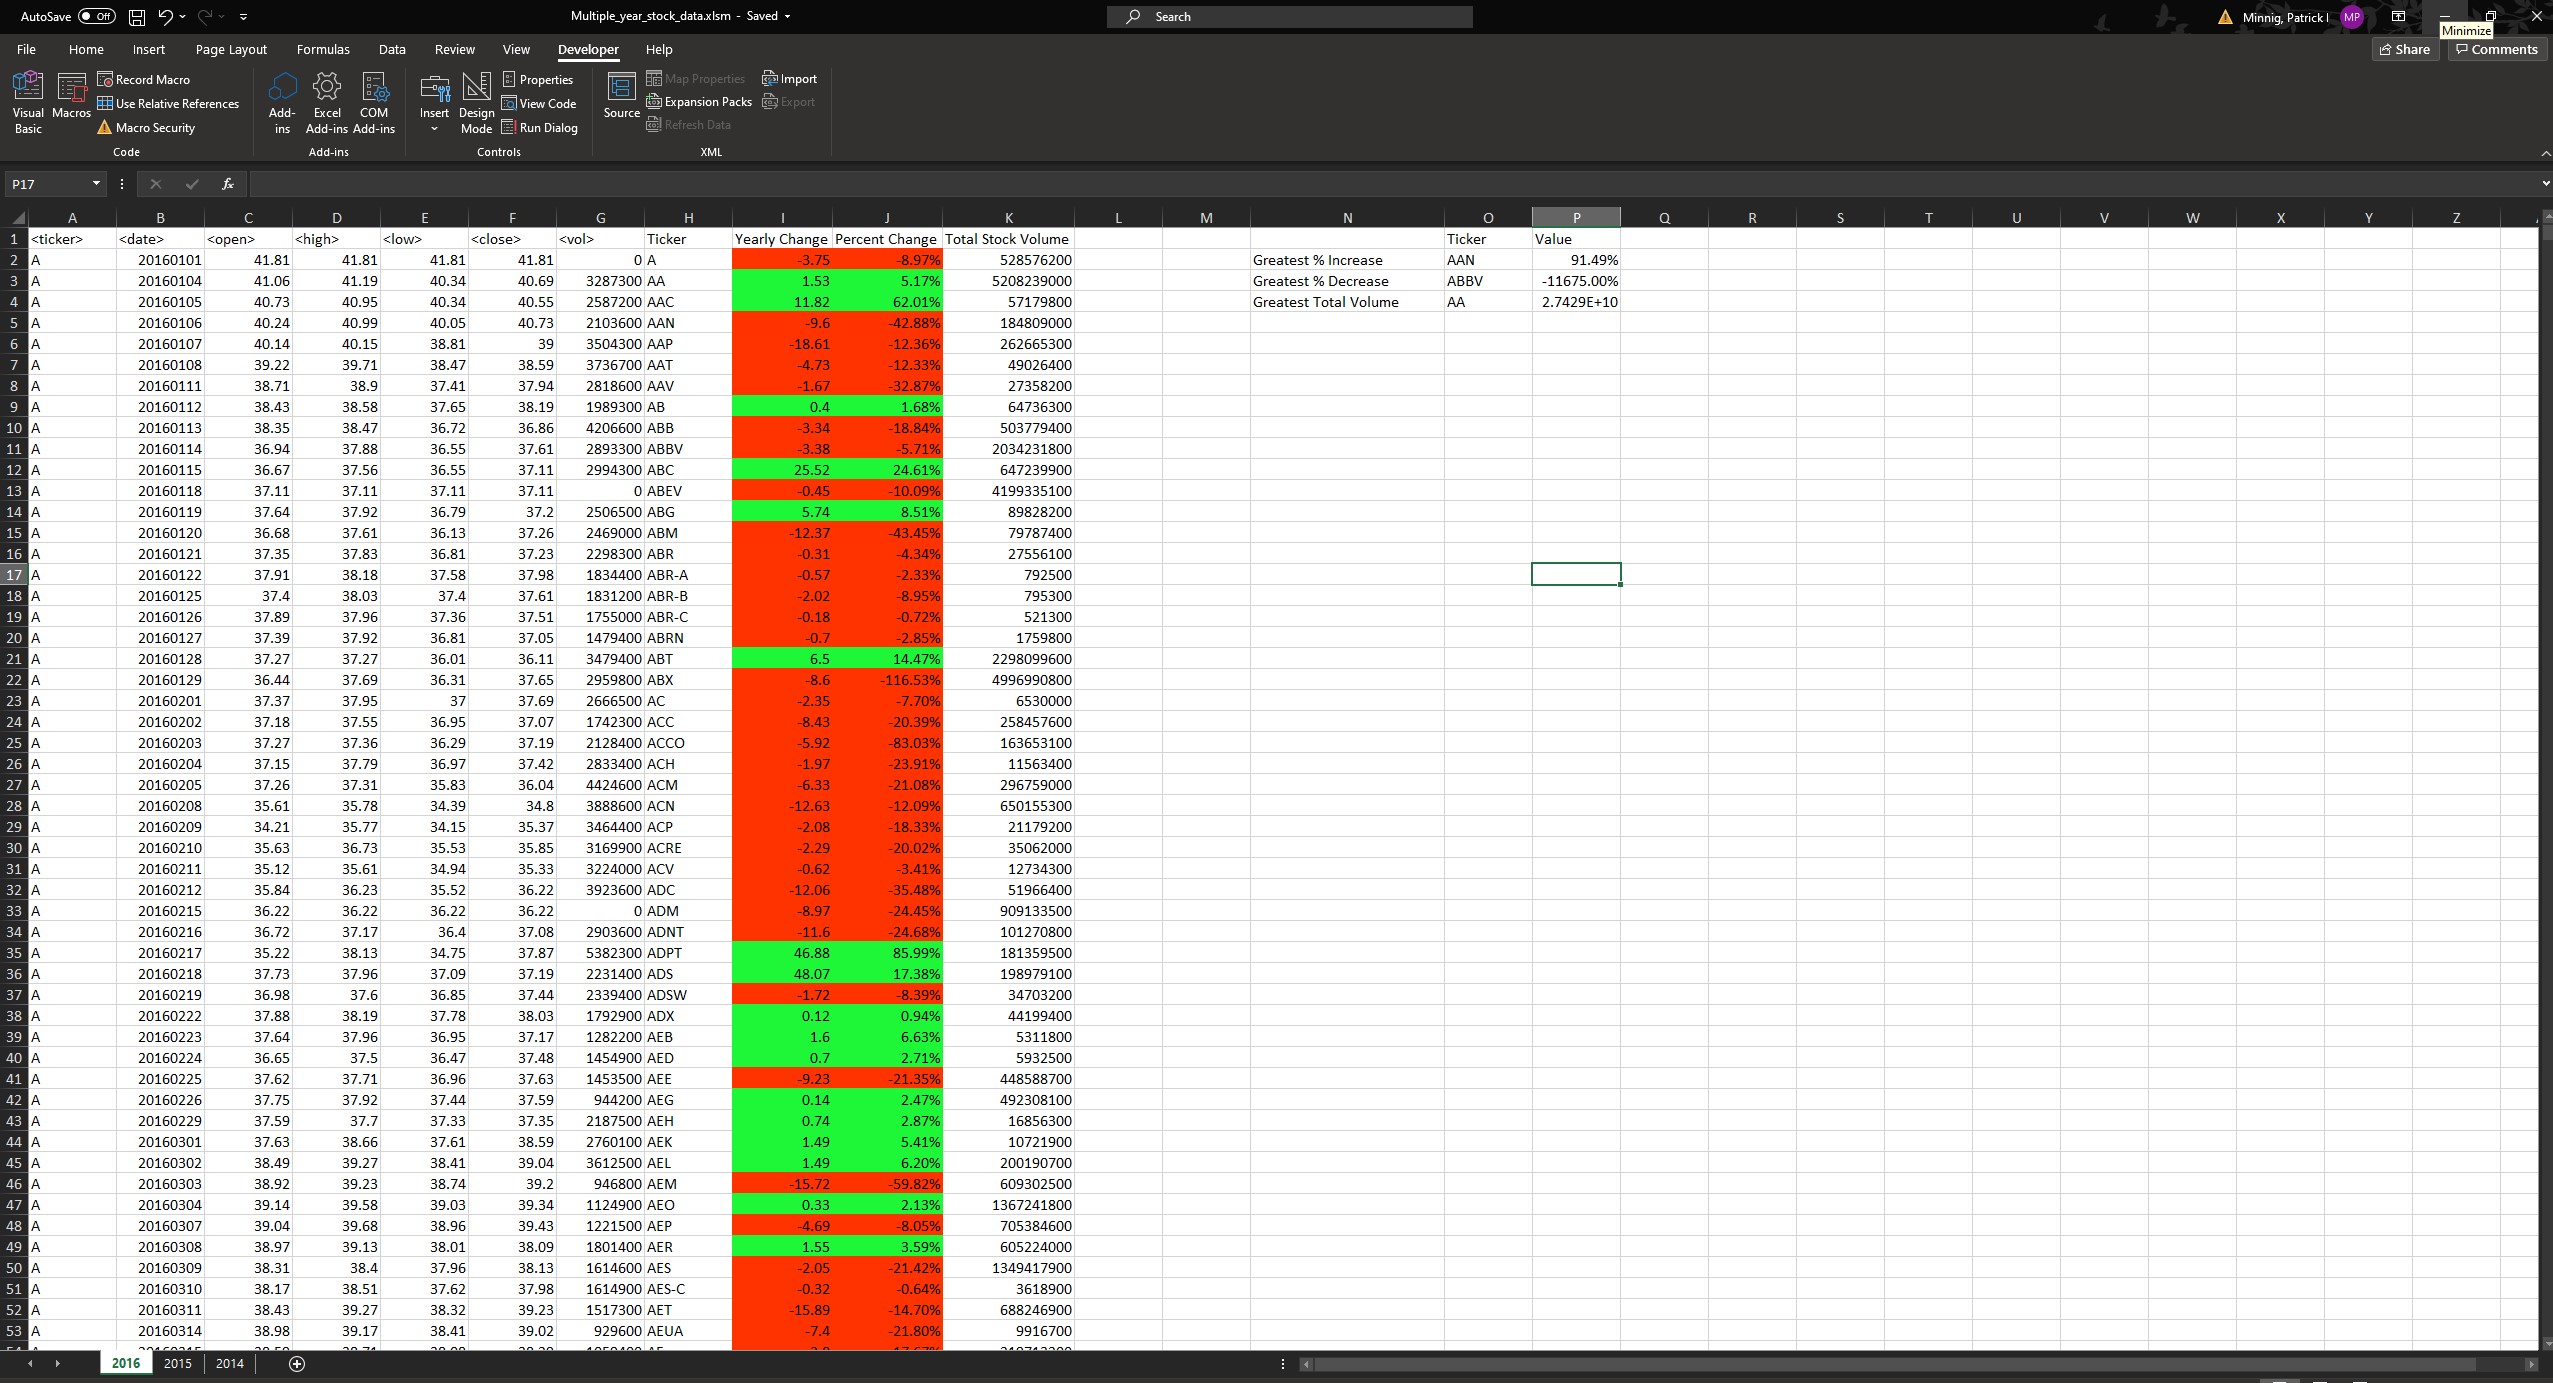 AutoSave Off Multiple_year_stock_data.xlsm - Saved Search Minnig, Patrick I MP
Minimize
File Home Insert Page Layout Formulas Data Review View Developer Help Share Comments
Visual Basic Macros Record Macro Use Relative References Macro Security Code
Add-ins Excel Add-ins COM Add-ins Add-ins
Insert Design Mode Properties View Code Run Dialog Controls
Source Map Properties Expansion Packs Refresh Data Import Export XML
P17 fx
A B C D E F G H I J K L M N O P Q R S T U V W X Y Z
1 <ticker> <date> <open> <high> <low> <close> <vol> Ticker Yearly Change Percent Change Total Stock Volume Ticker Value
2 A 20160101 41.81 41.81 41.81 41.81 0 A -3.75 -8.97% 528576200 Greatest % Increase AAN 91.49%
3 A 20160104 41.06 41.19 40.34 40.69 3287300 AA 1.53 5.17% 5208239000 Greatest % Decrease ABBV -11675.00%
4 A 20160105 40.73 40.95 40.34 40.55 2587200 AAC 11.82 62.01% 57179800 Greatest Total Volume AA 2.7429E+10
5 A 20160106 40.24 40.99 40.05 40.73 2103600 AAN -9.6 -42.88% 184809000
6 A 20160107 40.14 40.15 38.81 39 3504300 AAP -18.61 -12.36% 262665300
7 A 20160108 39.22 39.71 38.47 38.59 3736700 AAT -4.73 -12.33% 49026400
8 A 20160111 38.71 38.9 37.41 37.94 2818600 AAV -1.67 -32.87% 27358200
9 A 20160112 38.43 38.58 37.65 38.19 1989300 AB 0.4 1.68% 64736300
10 A 20160113 38.35 38.47 36.72 36.86 4206600 ABB -3.34 -18.84% 503779400
11 A 20160114 36.94 37.88 36.55 37.61 2893300 ABBV -3.38 -5.71% 2034231800
12 A 20160115 36.67 37.56 36.55 37.11 2994300 ABC 25.52 24.61% 647239900
13 A 20160118 37.11 37.11 37.11 37.11 0 ABEV -0.45 -10.09% 4199335100
14 A 20160119 37.64 37.92 36.79 37.2 2506500 ABG 5.74 8.51% 89828200
15 A 20160120 36.68 37.61 36.13 37.26 2469000 ABM -12.37 -43.45% 79787400
16 A 20160121 37.35 37.83 36.81 37.23 2298300 ABR -0.31 -4.34% 27556100
17 A 20160122 37.91 38.18 37.58 37.98 1834400 ABR-A -0.57 -2.33% 792500
18 A 20160125 37.4 38.03 37.4 37.61 1831200 ABR-B -2.02 -8.95% 795300
19 A 20160126 37.89 37.96 37.36 37.51 1755000 ABR-C -0.18 -0.72% 521300
20 A 20160127 37.39 37.92 36.81 37.05 1479400 ABRN -0.7 -2.85% 1759800
21 A 20160128 37.27 37.27 36.01 36.11 3479400 ABT 6.5 14.47% 2298099600
22 A 20160129 36.44 37.69 36.31 37.65 2959800 ABX -8.6 -116.53% 4996990800
23 A 20160201 37.37 37.95 37 37.69 2666500 AC -2.35 -7.70% 6530000
24 A 20160202 37.18 37.55 36.95 37.07 1742300 ACC -8.43 -20.39% 258457600
25 A 20160203 37.27 37.36 36.29 37.19 2128400 ACCO -5.92 -83.03% 163653100
26 A 20160204 37.15 37.79 36.97 37.42 2833400 ACH -1.97 -23.91% 11563400
27 A 20160205 37.26 37.31 35.83 36.04 4424600 ACM -6.33 -21.08% 296759000
28 A 20160208 35.61 35.78 34.39 34.8 3888600 ACN -12.63 -12.09% 650155300
29 A 20160209 34.21 35.77 34.15 35.37 3464400 ACP -2.08 -18.33% 21179200
30 A 20160210 35.63 36.73 35.53 35.85 3169900 ACRE -2.29 -20.02% 35062000
31 A 20160211 35.12 35.61 34.94 35.33 3224000 ACV -0.62 -3.41% 12734300
32 A 20160212 35.84 36.23 35.52 36.22 3923600 ADC -12.06 -35.48% 51966400
33 A 20160215 36.22 36.22 36.22 36.22 0 ADM -8.97 -24.45% 909133500
34 A 20160216 36.72 37.17 36.4 37.08 2903600 ADNT -11.6 -24.68% 101270800
35 A 20160217 35.22 38.13 34.75 37.87 5382300 ADPT 46.88 85.99% 181359500
36 A 20160218 37.73 37.96 37.09 37.19 2231400 ADS 48.07 17.38% 198979100
37 A 20160219 36.98 37.6 36.85 37.44 2339400 ADSW -1.72 -8.39% 34703200
38 A 20160222 37.88 38.19 37.78 38.03 1792900 ADX 0.12 0.94% 44199400
39 A 20160223 37.64 37.96 36.95 37.17 1282200 AEB 1.6 6.63% 5311800
40 A 20160224 36.65 37.5 36.47 37.48 1454900 AED 0.7 2.71% 5932500
41 A 20160225 37.62 37.71 36.96 37.63 1453500 AEE -9.23 -21.35% 448588700
42 A 20160226 37.75 37.92 37.44 37.59 944200 AEG 0.14 2.47% 492308100
43 A 20160229 37.59 37.7 37.33 37.35 2187500 AEH 0.74 2.87% 16856300
44 A 20160301 37.63 38.66 37.61 38.59 2760100 AEK 1.49 5.41% 10721900
45 A 20160302 38.49 39.27 38.41 39.04 3612500 AEL 1.49 6.20% 200190700
46 A 20160303 38.92 39.23 38.74 39.2 946800 AEM -15.72 -59.82% 609302500
47 A 20160304 39.14 39.58 39.03 39.34 1124900 AEO 0.33 2.13% 1367241800
48 A 20160307 39.04 39.68 38.96 39.43 1221500 AEP -4.69 -8.05% 705384600
49 A 20160308 38.97 39.13 38.01 38.09 1801400 AER 1.55 3.59% 605224000
50 A 20160309 38.31 38.4 37.96 38.13 1614600 AES -2.05 -21.42% 1349417900
51 A 20160310 38.17 38.51 37.62 37.98 1614900 AES-C -0.32 -0.64% 3618900
52 A 20160311 38.43 39.27 38.32 39.23 1517300 AET -15.89 -14.70% 688246900
53 A 20160314 38.98 39.17 38.41 39.02 929600 AEUA -7.4 -21.80% 9916700
2016 2015 2014